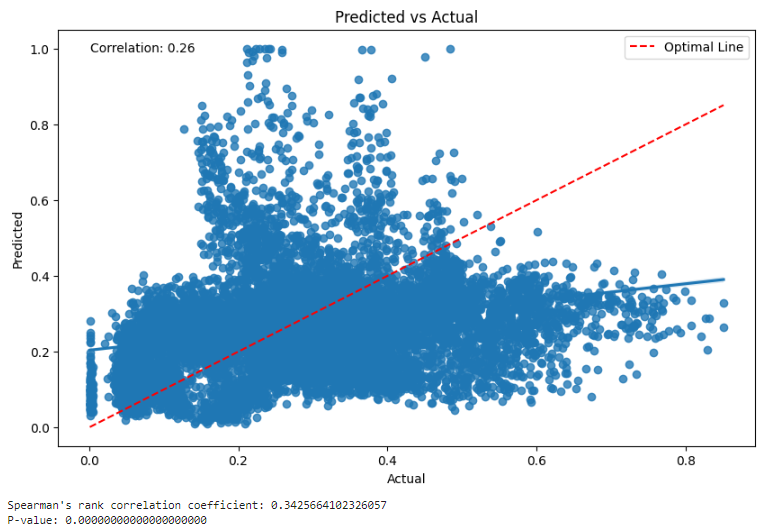 Predicted vs Actual
Correlation: 0.26
Optimal Line
1.0
0.8
0.6
0.4
0.2
0.0
Predicted
0.0 0.2 0.4 0.6 0.8
Actual
Spearman's rank correlation coefficient: 0.3425664102326057
P-value: 0.00000000000000000000